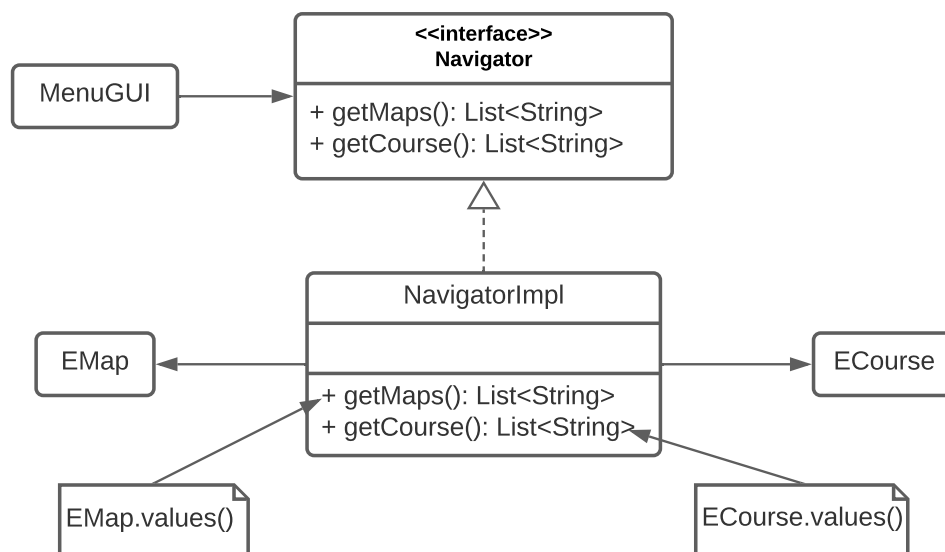 <<interface>>
Navigator
MenuGUI
+ getMaps(): List<String>
+ getCourse(): List<String>
NavigatorImpl
EMap
ECourse
+ getMaps(): List<String>
+ getCourse(): List<String>
EMap.values()
ECourse.values()